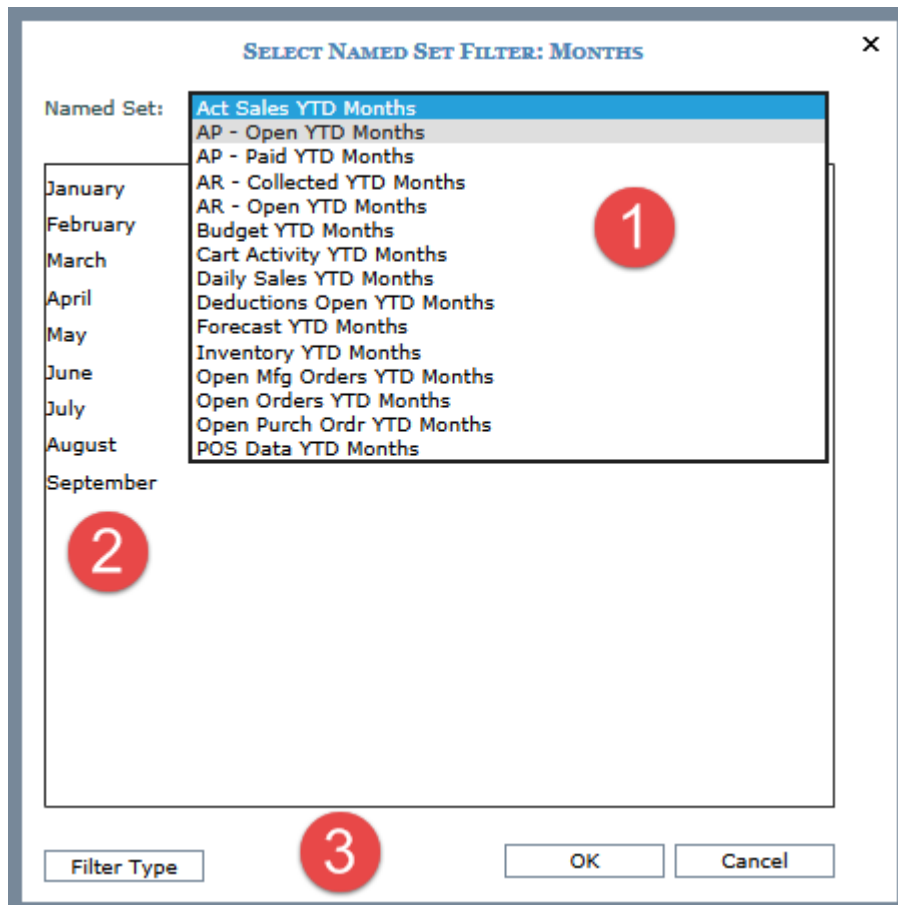 SELECT NAMED SET FILTER: MONTHS
×
Named Set:
Act Sales YTD Months
AP - Open YTD Months
AP - Paid YTD Months
AR - Collected YTD Months
AR - Open YTD Months
Budget YTD Months
Cart Activity YTD Months
Daily Sales YTD Months
Deductions Open YTD Months
Forecast YTD Months
Inventory YTD Months
Open Mfg Orders YTD Months
Open Orders YTD Months
Open Purch Ordr YTD Months
POS Data YTD Months
1
January
February
March
April
May
June
July
August
September
2
3
Filter Type
OK
Cancel